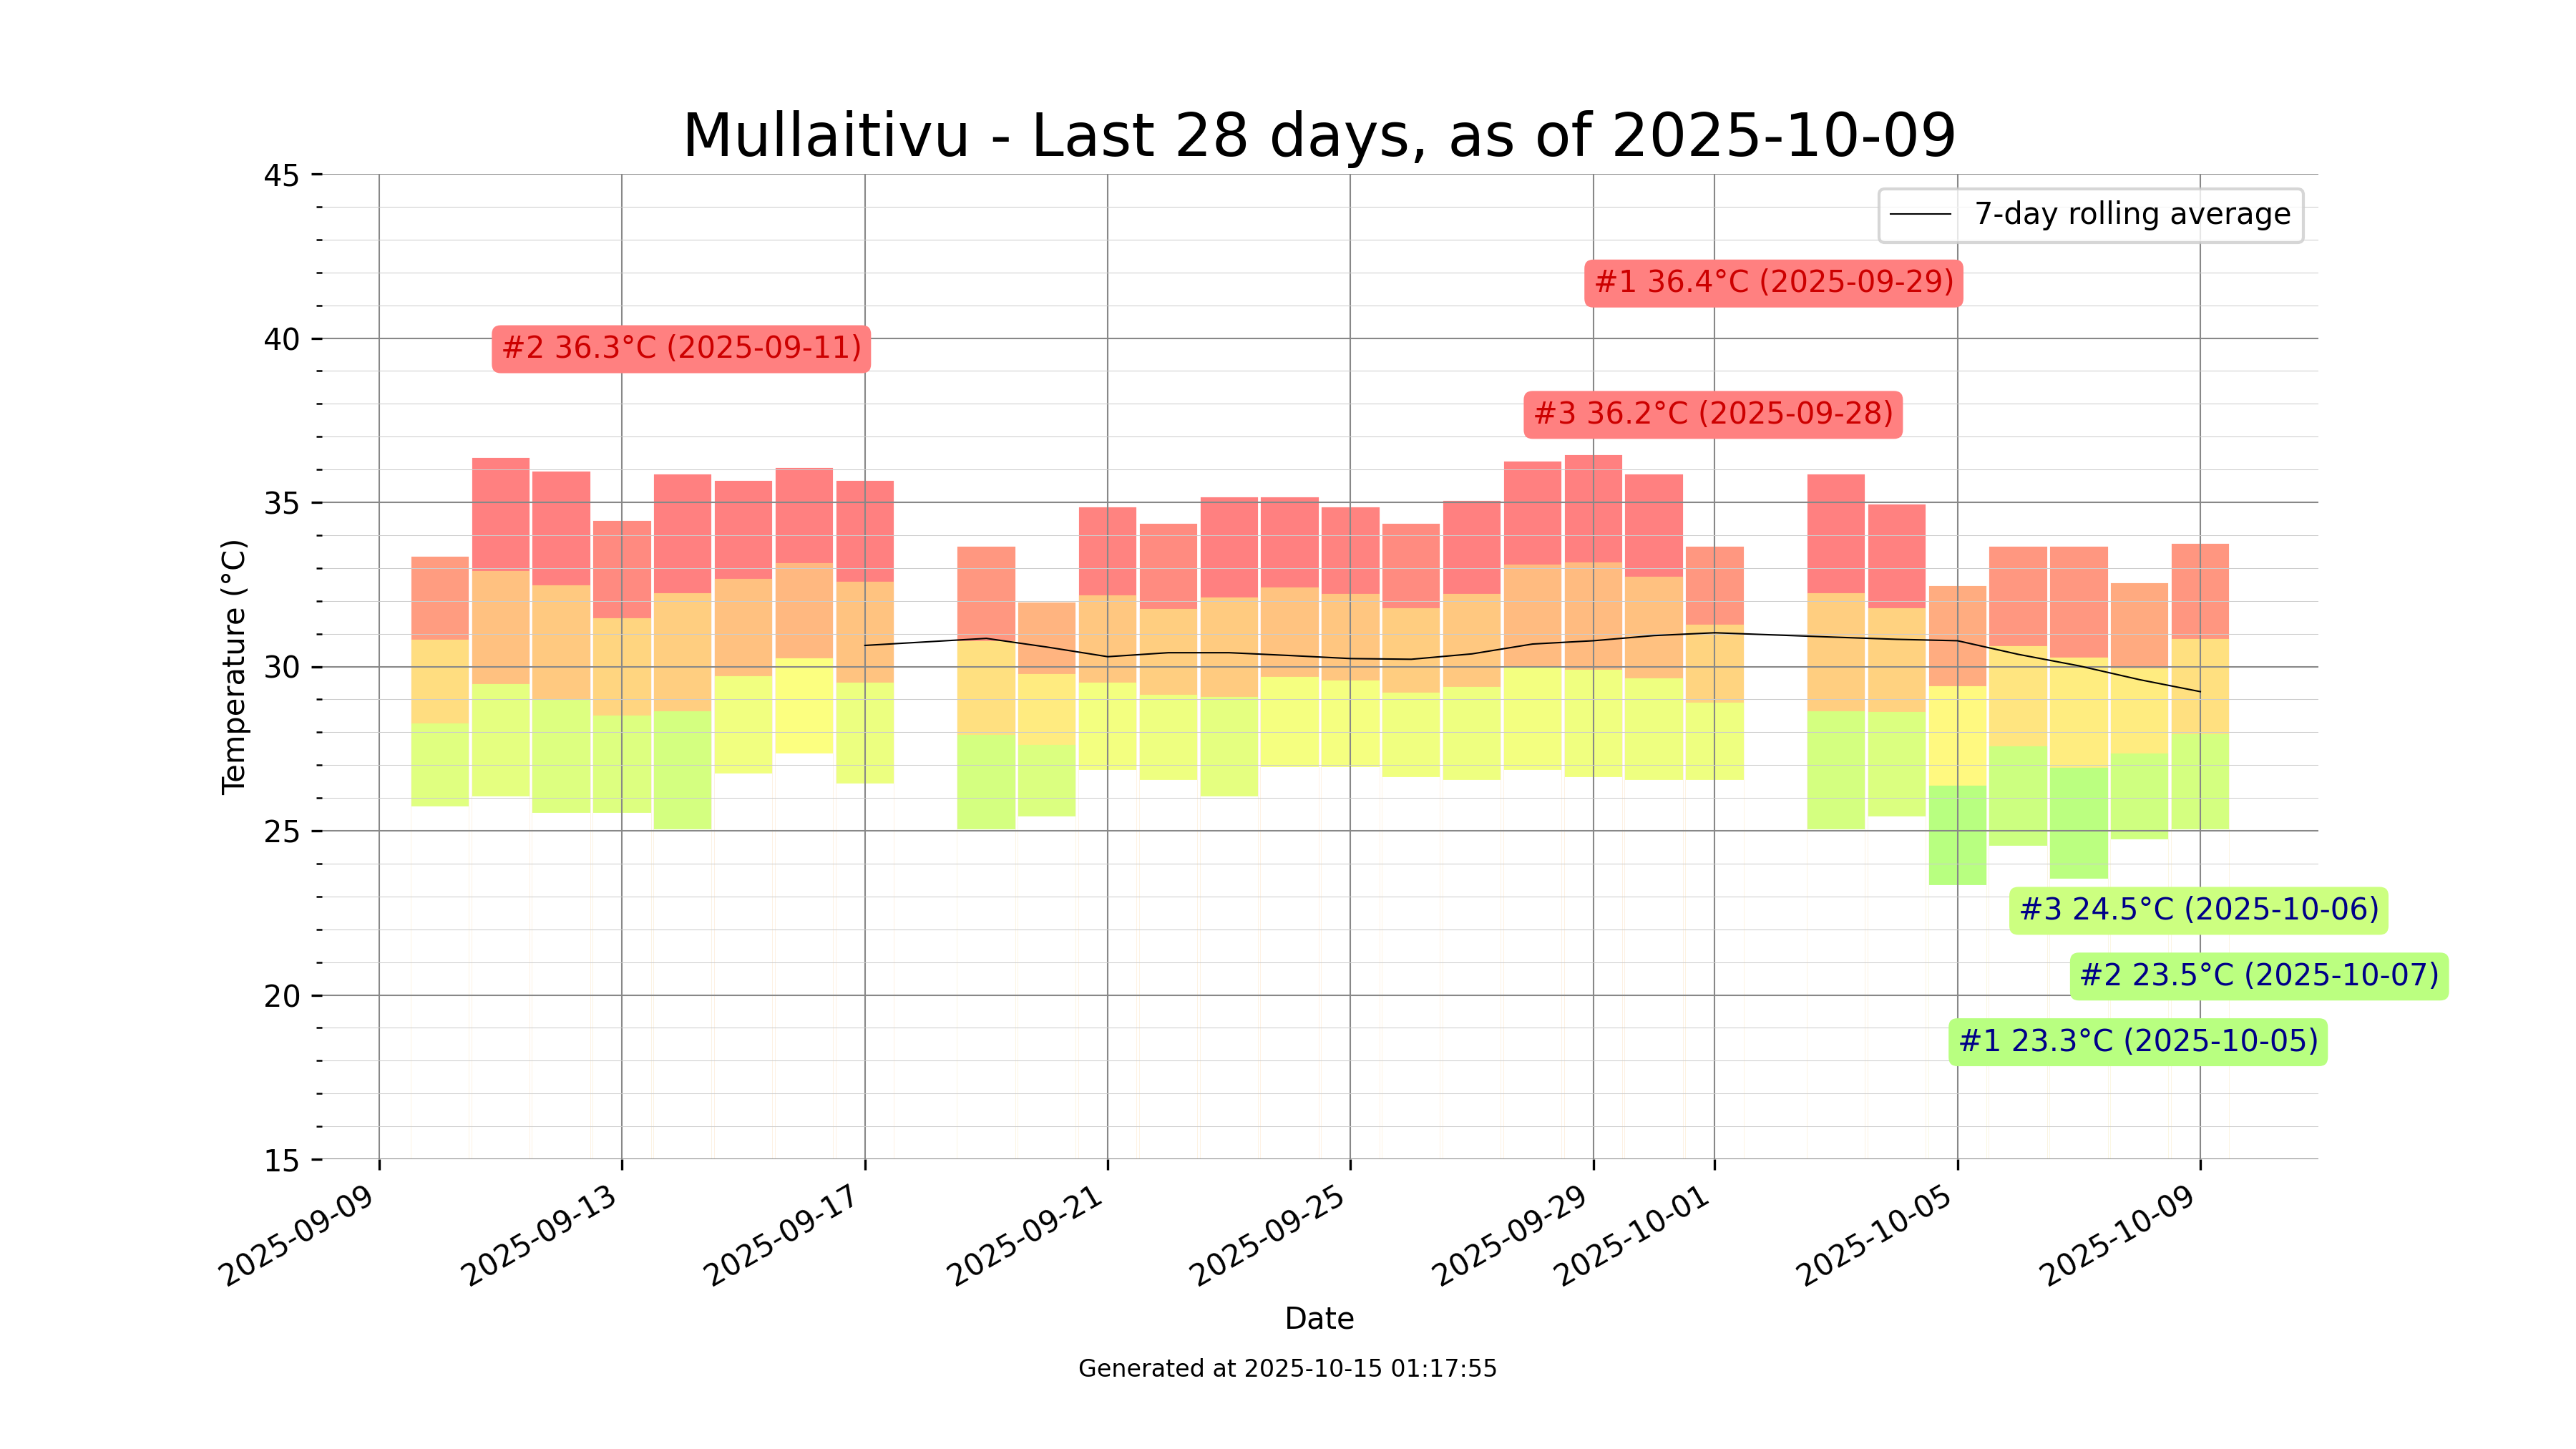 Mullaitivu - Last 28 days, as of 2025-10-09
7-day rolling average
#1 36.4°C (2025-09-29)
#2 36.3°C (2025-09-11)
#3 36.2°C (2025-09-28)
#3 24.5°C (2025-10-06)
#2 23.5°C (2025-10-07)
#1 23.3°C (2025-10-05)
Temperature (°C)
45
40
35
30
25
20
15
2025-09-09
2025-09-13
2025-09-17
2025-09-21
2025-09-25
2025-09-29
2025-10-01
2025-10-05
2025-10-09
Date
Generated at 2025-10-15 01:17:55